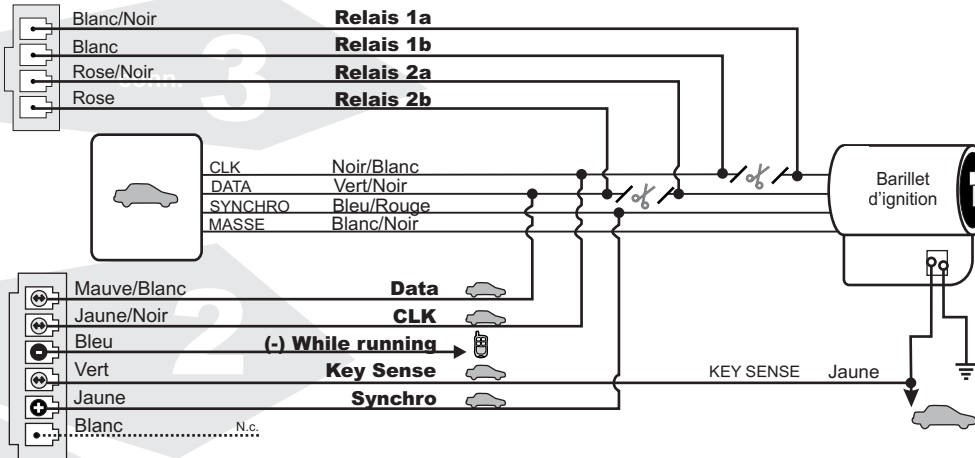 Blanc/Noir Relais 1a
Blanc Relais 1b
Rose/Noir Relais 2a
Rose Relais 2b
conn. 3
CLK Noir/Blanc
DATA Vert/Noir
SYNCHRO Bleu/Rouge
MASSE Blanc/Noir
Barillet
d'ignition
2
Mauve/Blanc Data
Jaune/Noir CLK
Bleu (-) While running
Vert Key Sense KEY SENSE Jaune
Jaune Synchro
Blanc N.c.